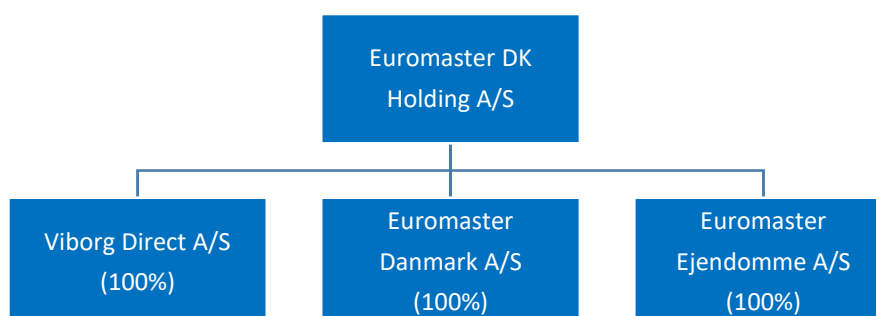 Euromaster DK
Holding A/S
Viborg Direct A/S
(100%)
Euromaster
Danmark A/S
(100%)
Euromaster
Ejendomme A/S
(100%)